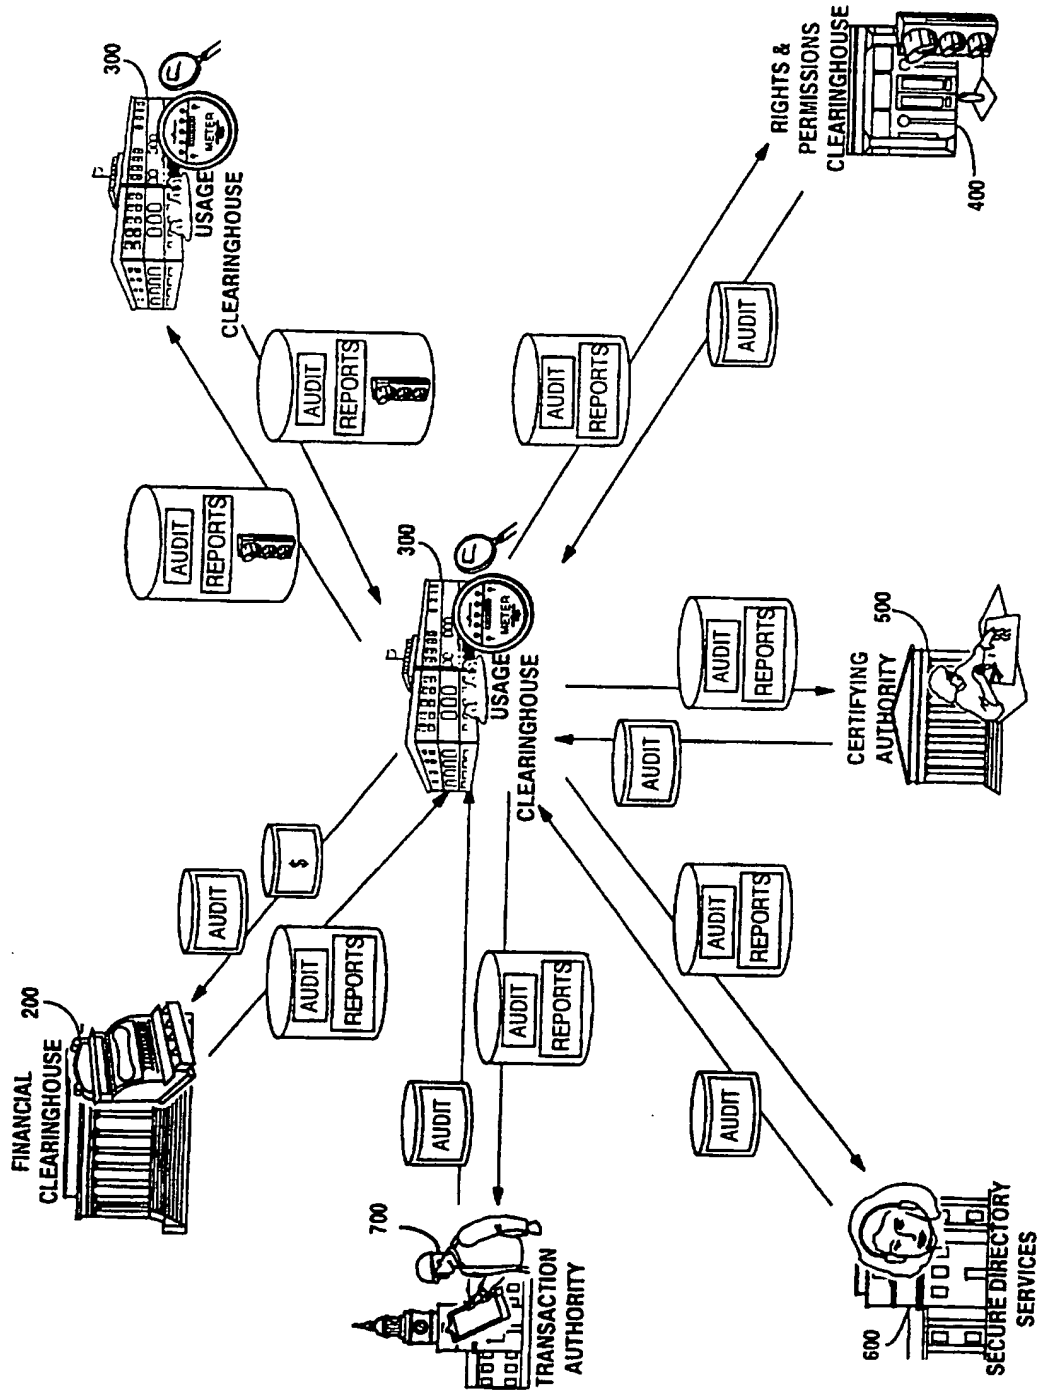 FINANCIAL
CLEARINGHOUSE
200
300
METER
USAGE
CLEARINGHOUSE
AUDIT
REPORTS
AUDIT
$
AUDIT
REPORTS
AUDIT
REPORTS
700
TRANSACTION
AUTHORITY
AUDIT
AUDIT
REPORTS
300
METER
USAGE
CLEARINGHOUSE
AUDIT
REPORTS
AUDIT
AUDIT
AUDIT
REPORTS
AUDIT
AUDIT
REPORTS
RIGHTS &
PERMISSIONS
CLEARINGHOUSE
400
600
SECURE DIRECTORY
SERVICES
CERTIFYING
AUTHORITY
500